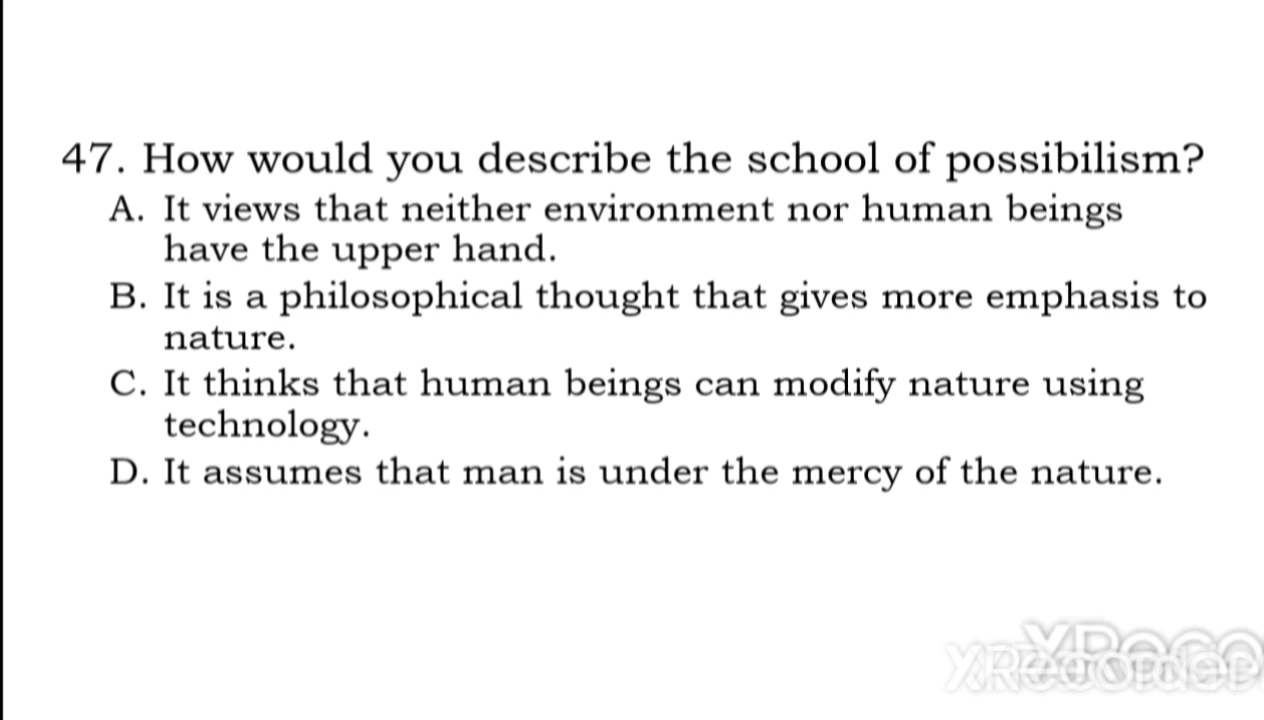 47. How would you describe the school of possibilism?
A. It views that neither environment nor human beings
have the upper hand.
B. It is a philosophical thought that gives more emphasis to
nature.
C. It thinks that human beings can modify nature using
technology.
D. It assumes that man is under the mercy of the nature.